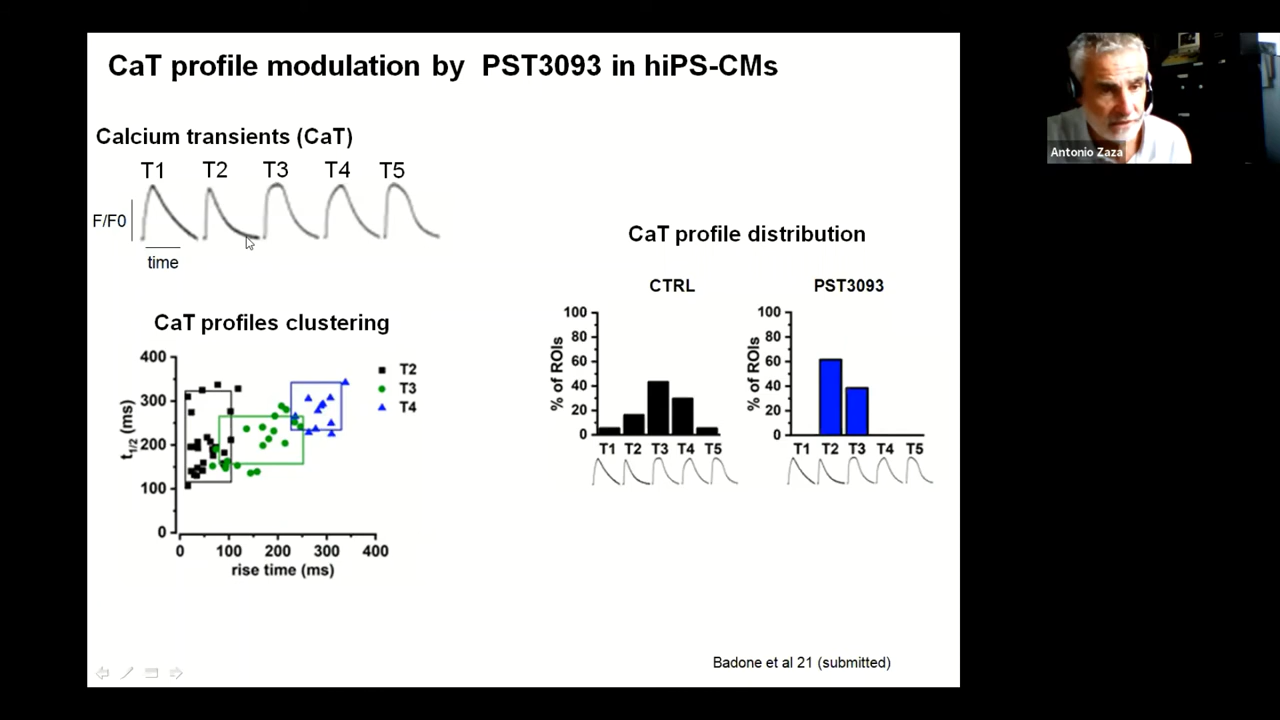 CaT profile modulation by PST3093 in hiPS-CMs
Calcium transients (CaT)
T1 T2 T3 T4 T5
F/F0
time
CaT profiles clustering
400
300
200
100
0
t1/2 (ms)
0 100 200 300 400
rise time (ms)
T2
T3
T4
CaT profile distribution
CTRL
100
80
60
40
20
0
% of ROIs
T1 T2 T3 T4 T5
PST3093
100
80
60
40
20
0
% of ROIs
T1 T2 T3 T4 T5
Badone et al 21 (submitted)
Antonio Zaza